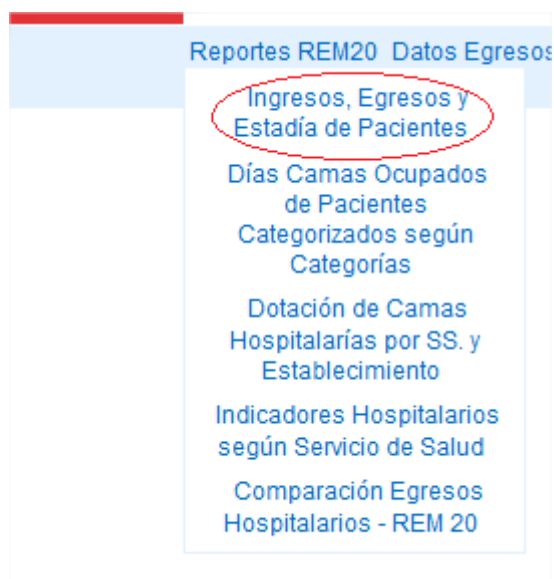 Reportes REM20 Datos Egresos
Ingresos, Egresos y
Estadía de Pacientes
Días Camas Ocupados
de Pacientes
Categorizados según
Categorías
Dotación de Camas
Hospitalarías por SS. y
Establecimiento
Indicadores Hospitalarios
según Servicio de Salud
Comparación Egresos
Hospitalarios - REM 20